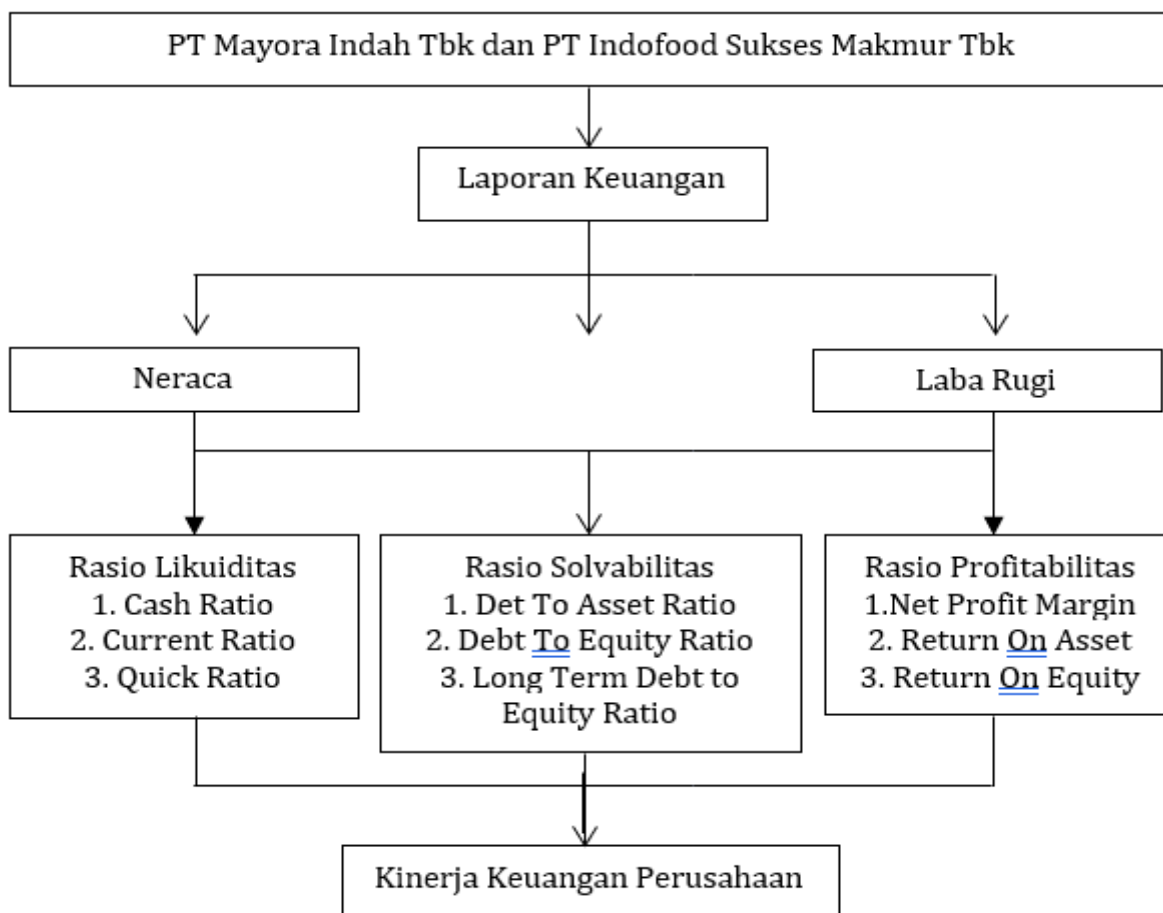 PT Mayora Indah Tbk dan PT Indofood Sukses Makmur Tbk
Laporan Keuangan
Neraca
Laba Rugi
Rasio Likuiditas
1. Cash Ratio
2. Current Ratio
3. Quick Ratio
Rasio Solvabilitas
1. Det To Asset Ratio
2. Debt To Equity Ratio
3. Long Term Debt to
Equity Ratio
Rasio Profitabilitas
1.Net Profit Margin
2. Return On Asset
3. Return On Equity
Kinerja Keuangan Perusahaan